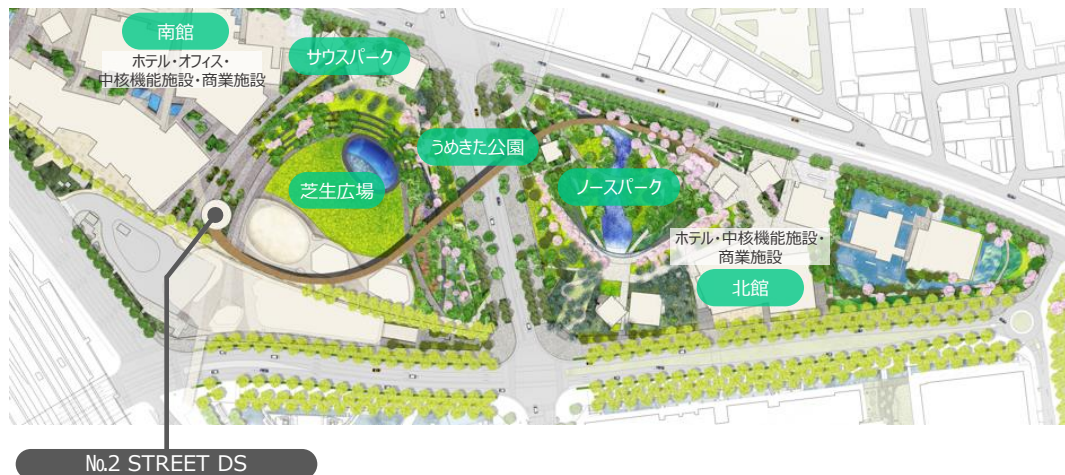 南館
ホテル・オフィス・
中核機能施設・商業施設
サウスパーク
うめきた公園
芝生広場
ノースパーク
ホテル・中核機能施設・
商業施設
北館
№2 STREET DS